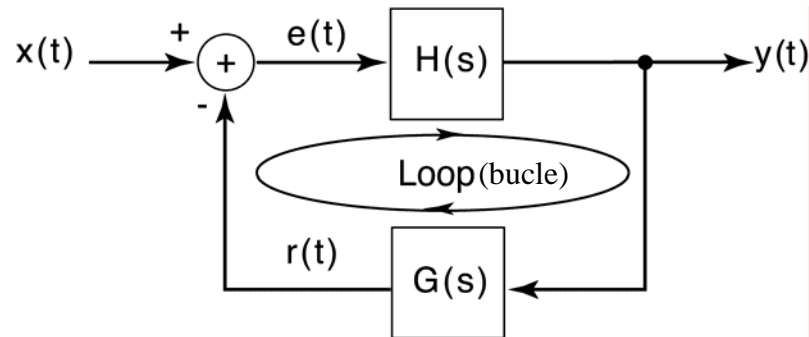 x(t) + + e(t) H(s) y(t)
-
Loop (bucle)
r(t) G(s)